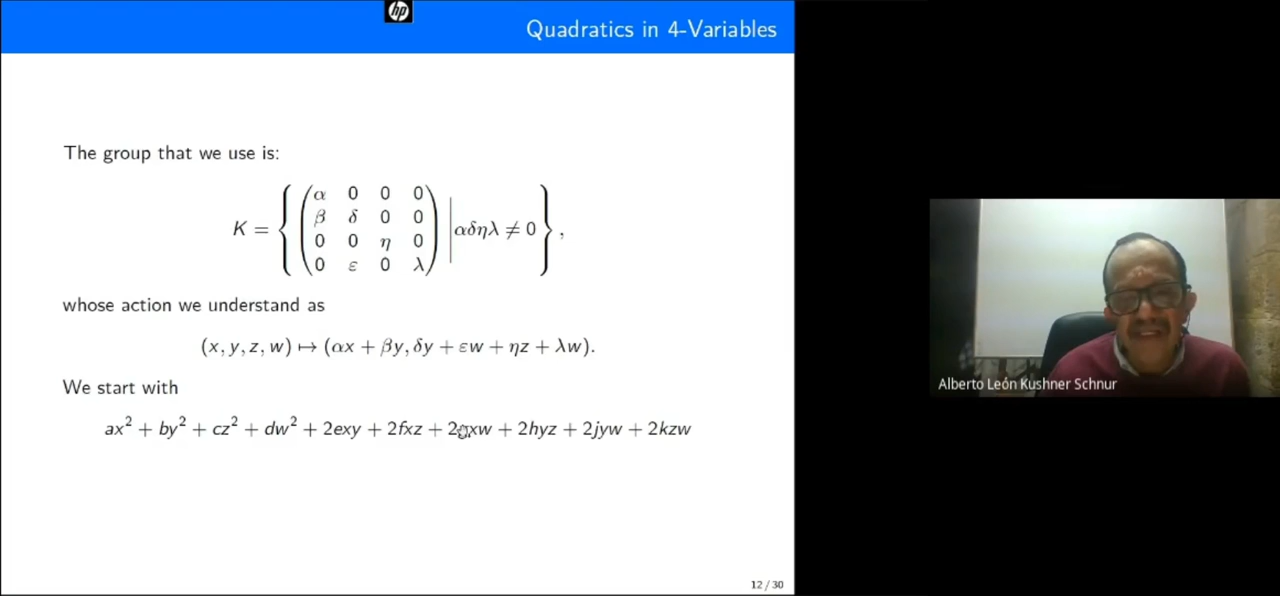 hp
Quadratics in 4-Variables
The group that we use is:
K = { ( α 0 0 0
β δ 0 0
0 0 η 0
0 ε 0 λ ) | αδηλ ≠ 0 } ,
whose action we understand as
(x, y, z, w) ↦ (αx + βy, δy + εw + ηz + λw).
We start with
ax² + by² + cz² + dw² + 2exy + 2fxz + 2gxw + 2hyz + 2jyw + 2kzw
12 / 30
Alberto León Kushner Schnur